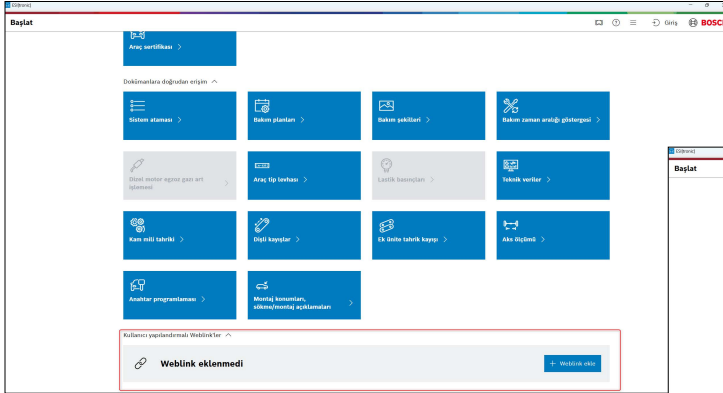 ES[tronic]
Başlat
Giriş
BOSCH
Araç sertifikası
Dokümanlara doğrudan erişim
Sistem ataması
Bakım planları
Bakım şekilleri
Bakım zaman aralığı göstergesi
Dizel motor egzoz gazı art
işlemesi
Araç tip levhası
Lastik basınçları
Teknik veriler
Kam mili tahriki
Dişli kayışlar
Ek ünite tahrik kayışı
Aks ölçümü
Anahtar programlaması
Montaj konumları,
sökme/montaj açıklamaları
Kullanıcı yapılandırmalı Weblink'ler
Weblink eklenmedi
+ Weblink ekle
ES[tronic]
Başlat